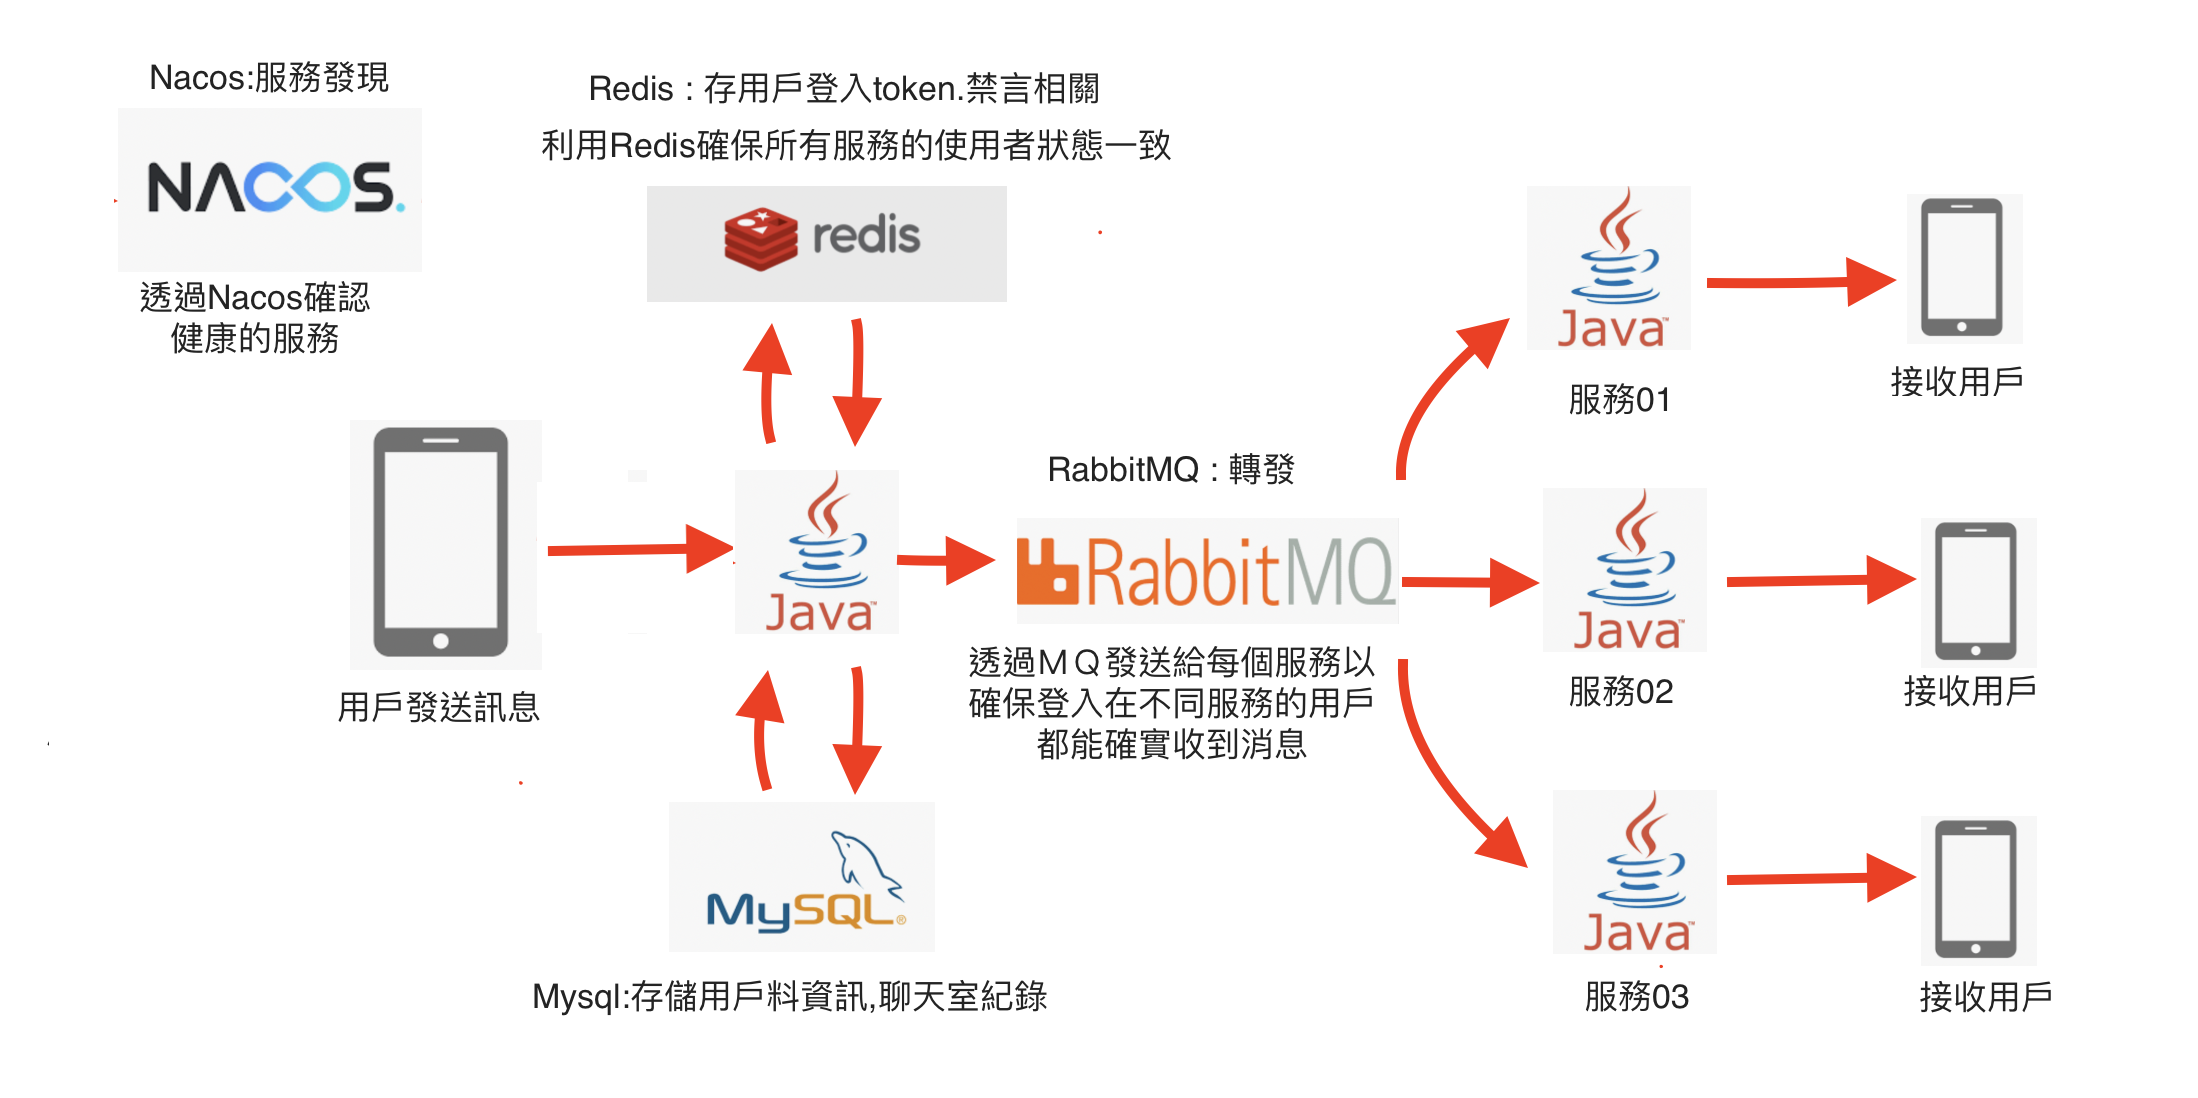 Nacos:服務發現
NACOS.
透過Nacos確認
健康的服務
Redis : 存用戶登入token.禁言相關
利用Redis確保所有服務的使用者狀態一致
redis
用戶發送訊息
Java™
RabbitMQ : 轉發
RabbitMQ
透過ＭＱ發送給每個服務以
確保登入在不同服務的用戶
都能確實收到消息
MySQL®
Mysql:存儲用戶料資訊,聊天室紀錄
Java™
服務01
接收用戶
Java™
服務02
接收用戶
Java™
服務03
接收用戶